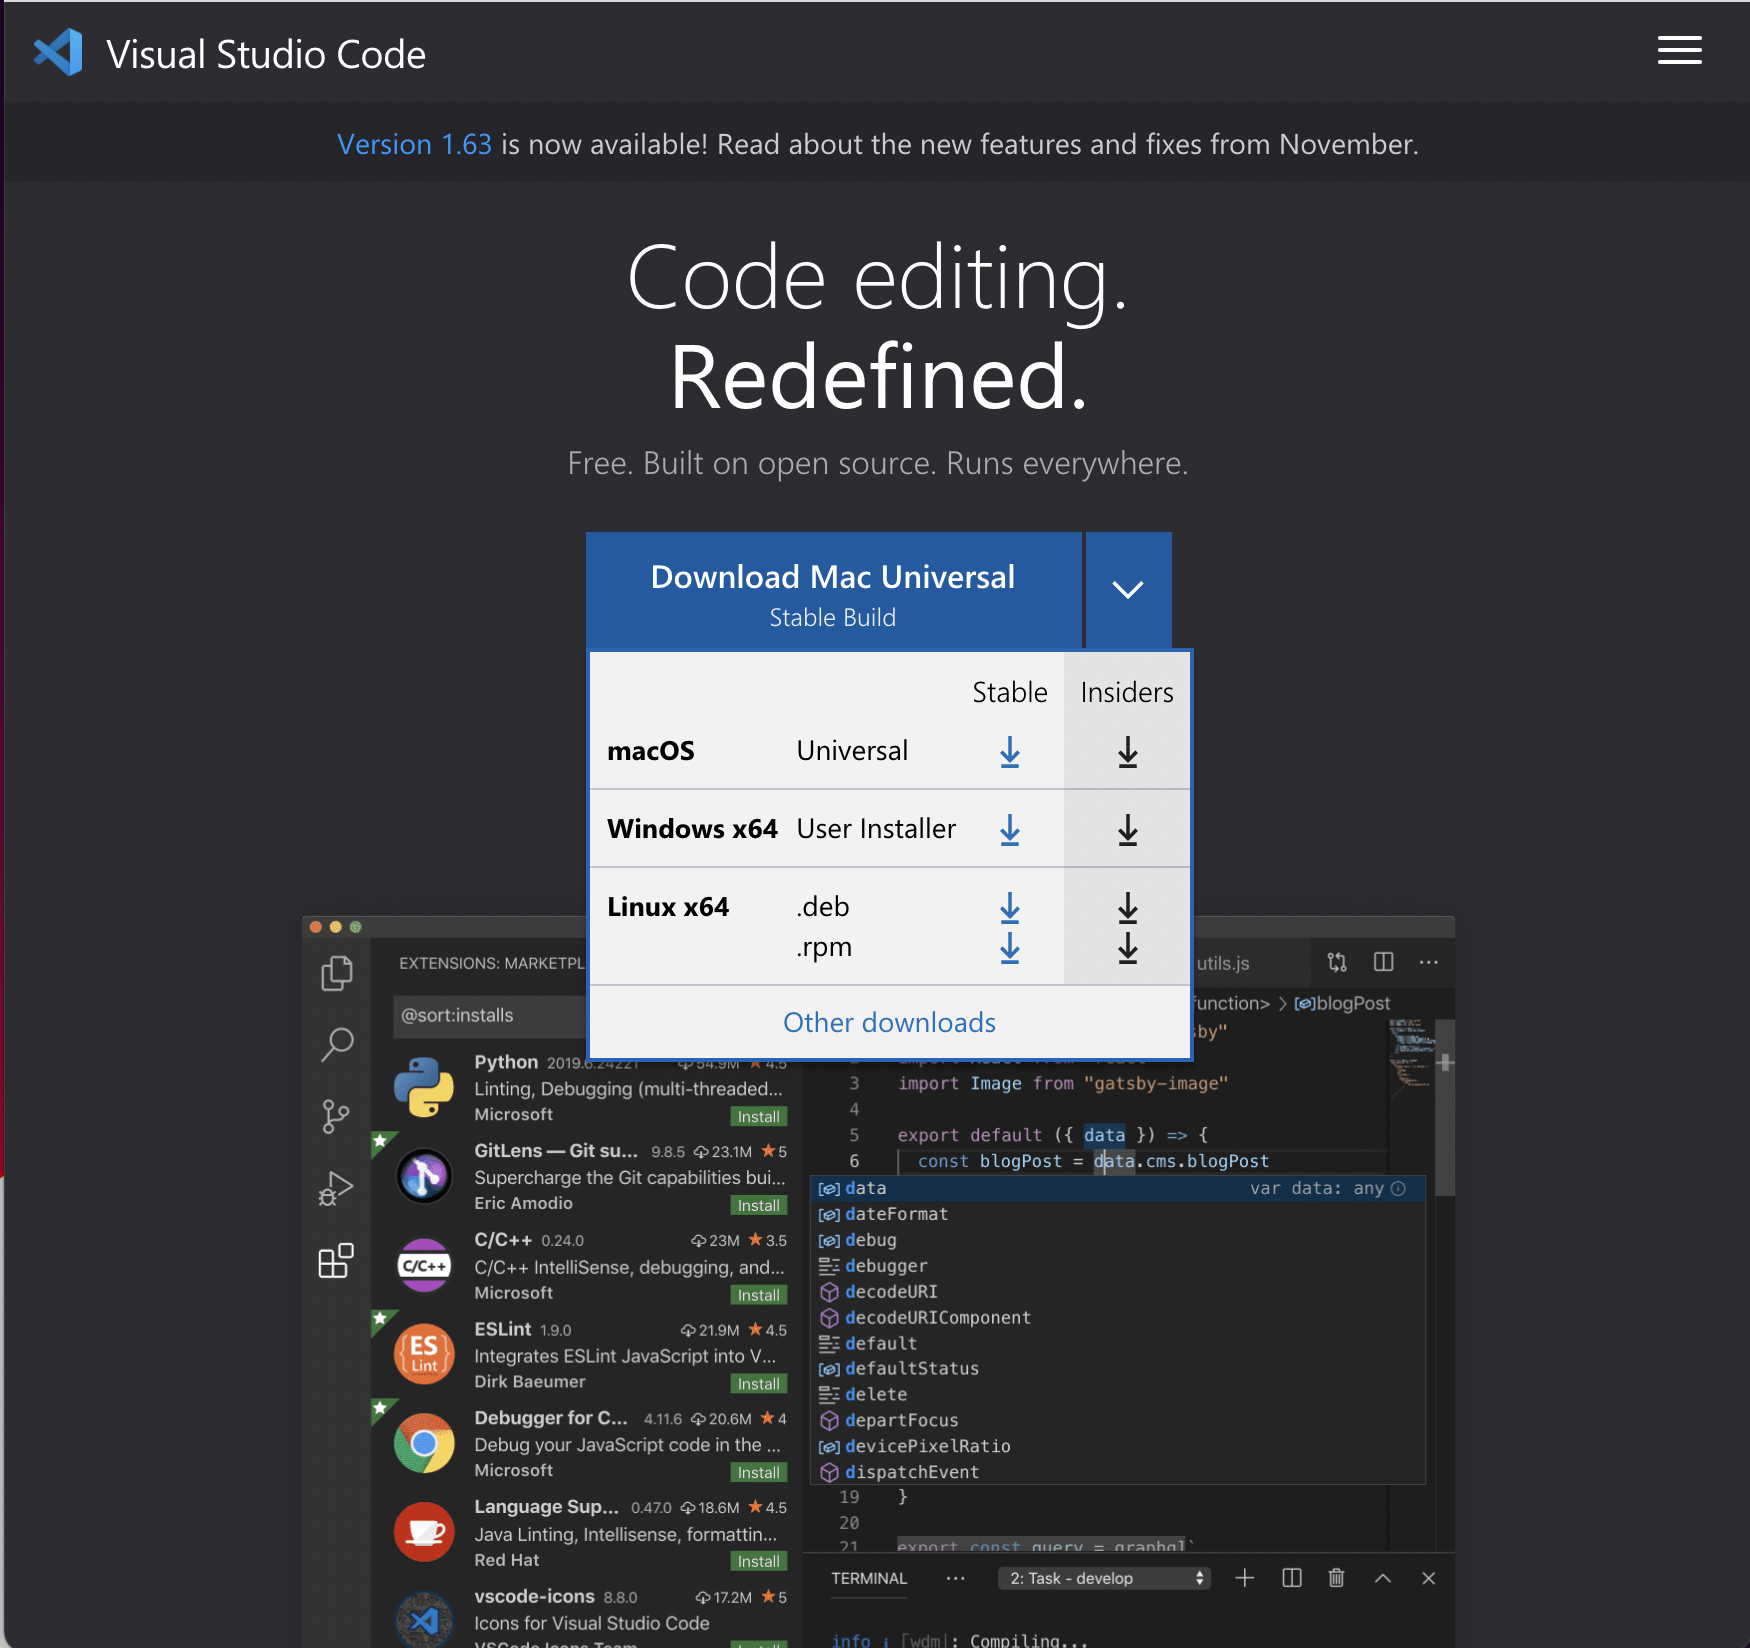 Visual Studio Code
Version 1.63 is now available! Read about the new features and fixes from November.
Code editing.
Redefined.
Free. Built on open source. Runs everywhere.
Download Mac Universal
Stable Build
Stable Insiders
macOS Universal
Windows x64 User Installer
Linux x64 .deb
.rpm
Other downloads
EXTENSIONS: MARKETPL
@sort:installs
Python 2019.6.24221 54.9M 4.5
Linting, Debugging (multi-threaded...
Microsoft Install
GitLens — Git su... 9.8.5 23.1M 5
Supercharge the Git capabilities bui...
Eric Amodio Install
C/C++
C/C++ 0.24.0 23M 3.5
C/C++ IntelliSense, debugging, and...
Microsoft Install
ES
Lint
ESLint 1.9.0 21.9M 4.5
Integrates ESLint JavaScript into V...
Dirk Baeumer Install
Debugger for C... 4.11.6 20.6M 4
Debug your JavaScript code in the ...
Microsoft Install
Language Sup... 0.47.0 18.6M 4.5
Java Linting, Intellisense, formattin...
Red Hat Install
vscode-icons 8.8.0 17.2M 5
Icons for Visual Studio Code
VSCode Icons Team Install
utils.js
function> blogPost
sby"
3 import Image from "gatsby-image"
4
5 export default ({ data }) => {
6 const blogPost = data.cms.blogPost
data var data: any
dateFormat
debug
debugger
decodeURI
decodeURIComponent
default
defaultStatus
delete
departFocus
devicePixelRatio
dispatchEvent
19 }
20
21 export const query = graphql`
TERMINAL ... 2: Task - develop
info i [wdm]: Compiling...